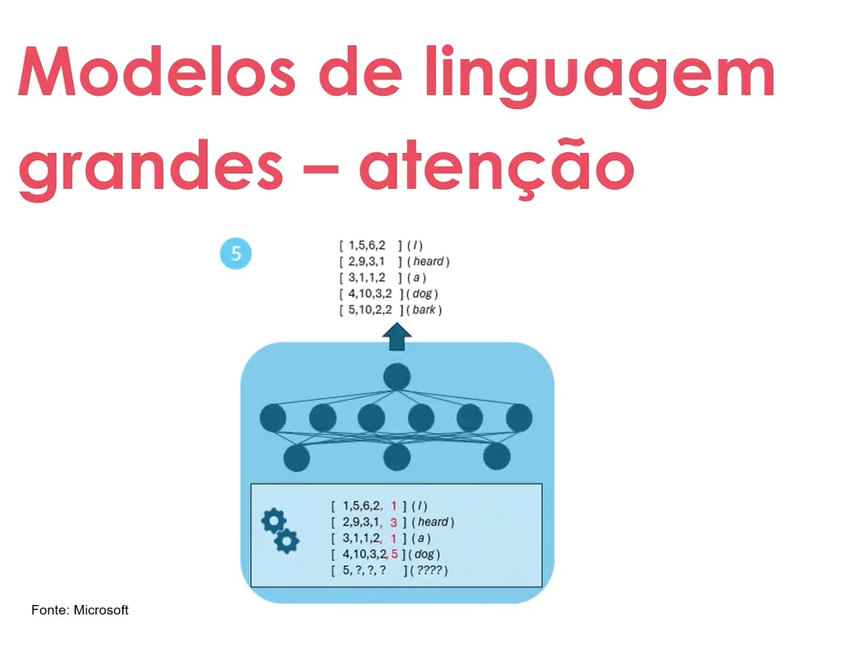 Modelos de linguagem
grandes – atenção
5
[ 1,5,6,2 ] ( I )
[ 2,9,3,1 ] ( heard )
[ 3,1,1,2 ] ( a )
[ 4,10,3,2 ] ( dog )
[ 5,10,2,2 ] ( bark )
[ 1,5,6,2, 1 ] ( I )
[ 2,9,3,1, 3 ] ( heard )
[ 3,1,1,2, 1 ] ( a )
[ 4,10,3,2, 5 ] ( dog )
[ 5, ?, ?, ? ] ( ???? )
Fonte: Microsoft